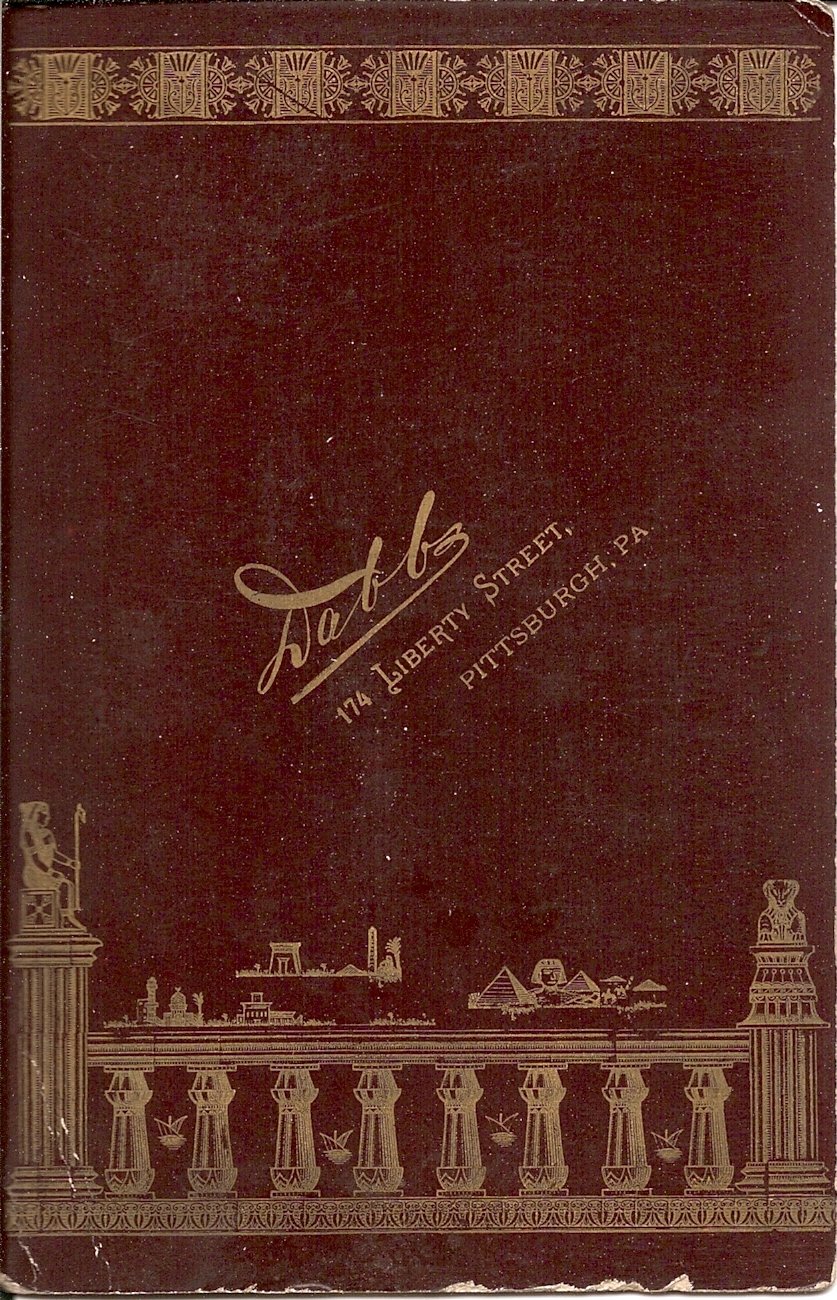 Dabbs
174 LIBERTY STREET,
PITTSBURGH, PA